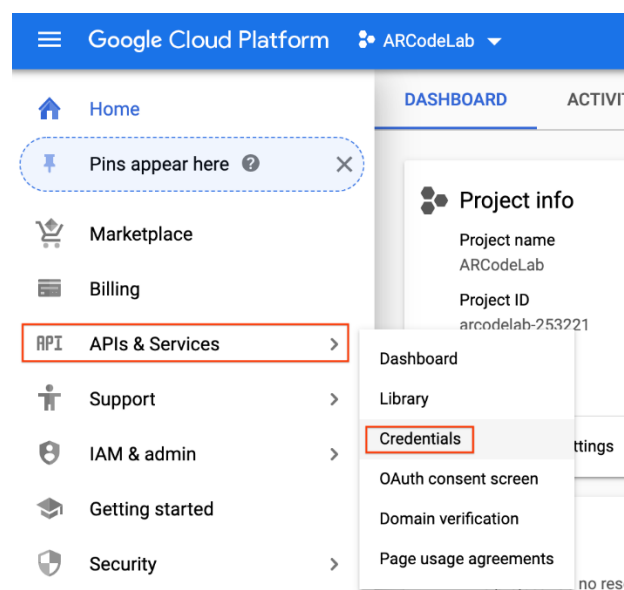 Google Cloud Platform
ARCodeLab
Home
Pins appear here
Marketplace
Billing
API APIs & Services
Support
IAM & admin
Getting started
Security
DASHBOARD
Project info
Project name
ARCodeLab
Project ID
arcodelab-253221
Dashboard
Library
Credentials
OAuth consent screen
Domain verification
Page usage agreements
ttings
no res